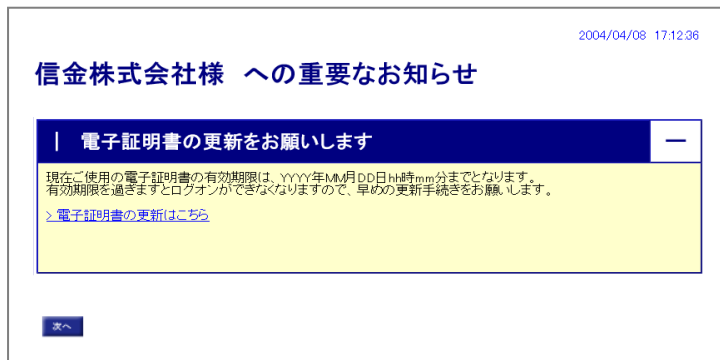 2004/04/08 17:12:36
信金株式会社様 への重要なお知らせ
| 電子証明書の更新をお願いします
現在ご使用の電子証明書の有効期限は、YYYY年MM月DD日hh時mm分までとなります。
有効期限を過ぎますとログオンができなくなりますので、早めの更新手続きをお願いします。
> 電子証明書の更新はこちら
次へ